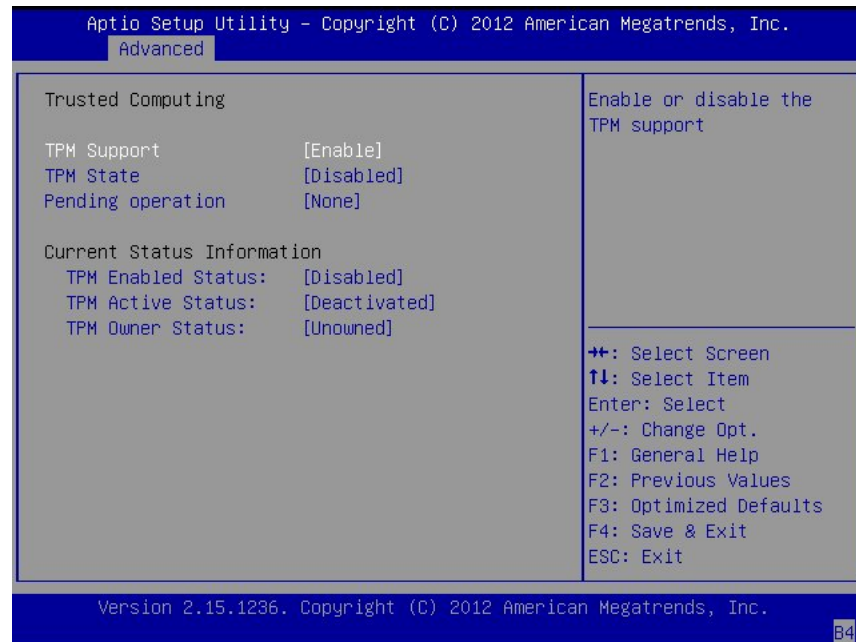 Aptio Setup Utility – Copyright (C) 2012 American Megatrends, Inc.
Advanced
Trusted Computing
TPM Support [Enable]
TPM State [Disabled]
Pending operation [None]
Current Status Information
TPM Enabled Status: [Disabled]
TPM Active Status: [Deactivated]
TPM Owner Status: [Unowned]
Enable or disable the
TPM support
→←: Select Screen
↑↓: Select Item
Enter: Select
+/-: Change Opt.
F1: General Help
F2: Previous Values
F3: Optimized Defaults
F4: Save & Exit
ESC: Exit
Version 2.15.1236. Copyright (C) 2012 American Megatrends, Inc.
B4